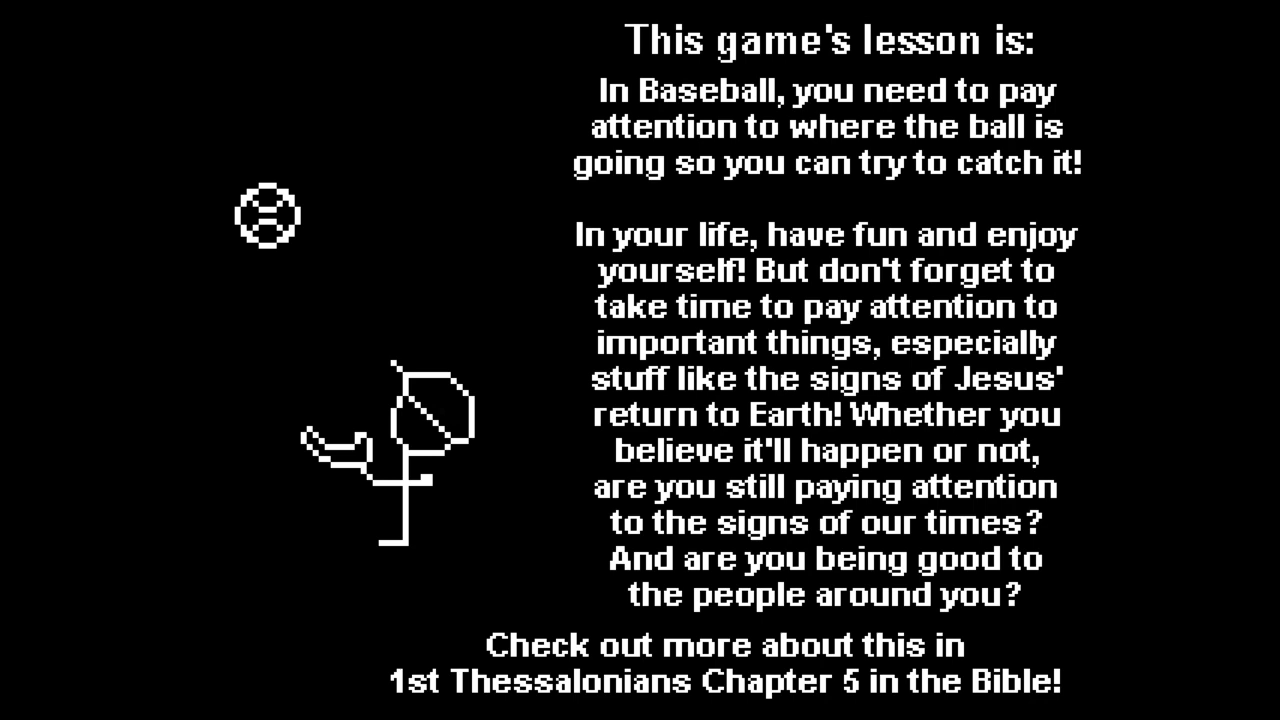 This game's lesson is:
In Baseball, you need to pay
attention to where the ball is
going so you can try to catch it!
In your life, have fun and enjoy
yourself! But don't forget to
take time to pay attention to
important things, especially
stuff like the signs of Jesus'
return to Earth! Whether you
believe it'll happen or not,
are you still paying attention
to the signs of our times?
And are you being good to
the people around you?
Check out more about this in
1st Thessalonians Chapter 5 in the Bible!